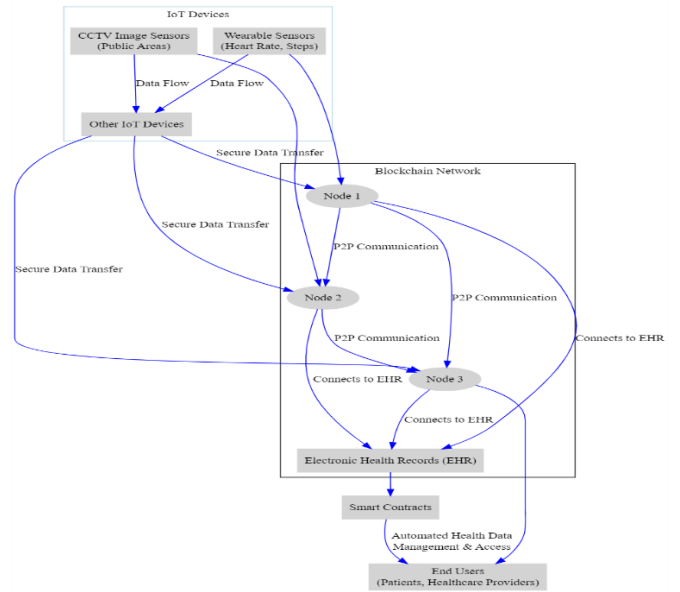 IoT Devices
CCTV Image Sensors
(Public Areas)
Wearable Sensors
(Heart Rate, Steps)
Data Flow
Data Flow
Other IoT Devices
Secure Data Transfer
Blockchain Network
Node 1
Secure Data Transfer
P2P Communication
Secure Data Transfer
Node 2
P2P Communication
P2P Communication
Connects to EHR
Connects to EHR
Node 3
Connects to EHR
Electronic Health Records (EHR)
Smart Contracts
Automated Health Data
Management & Access
End Users
(Patients, Healthcare Providers)